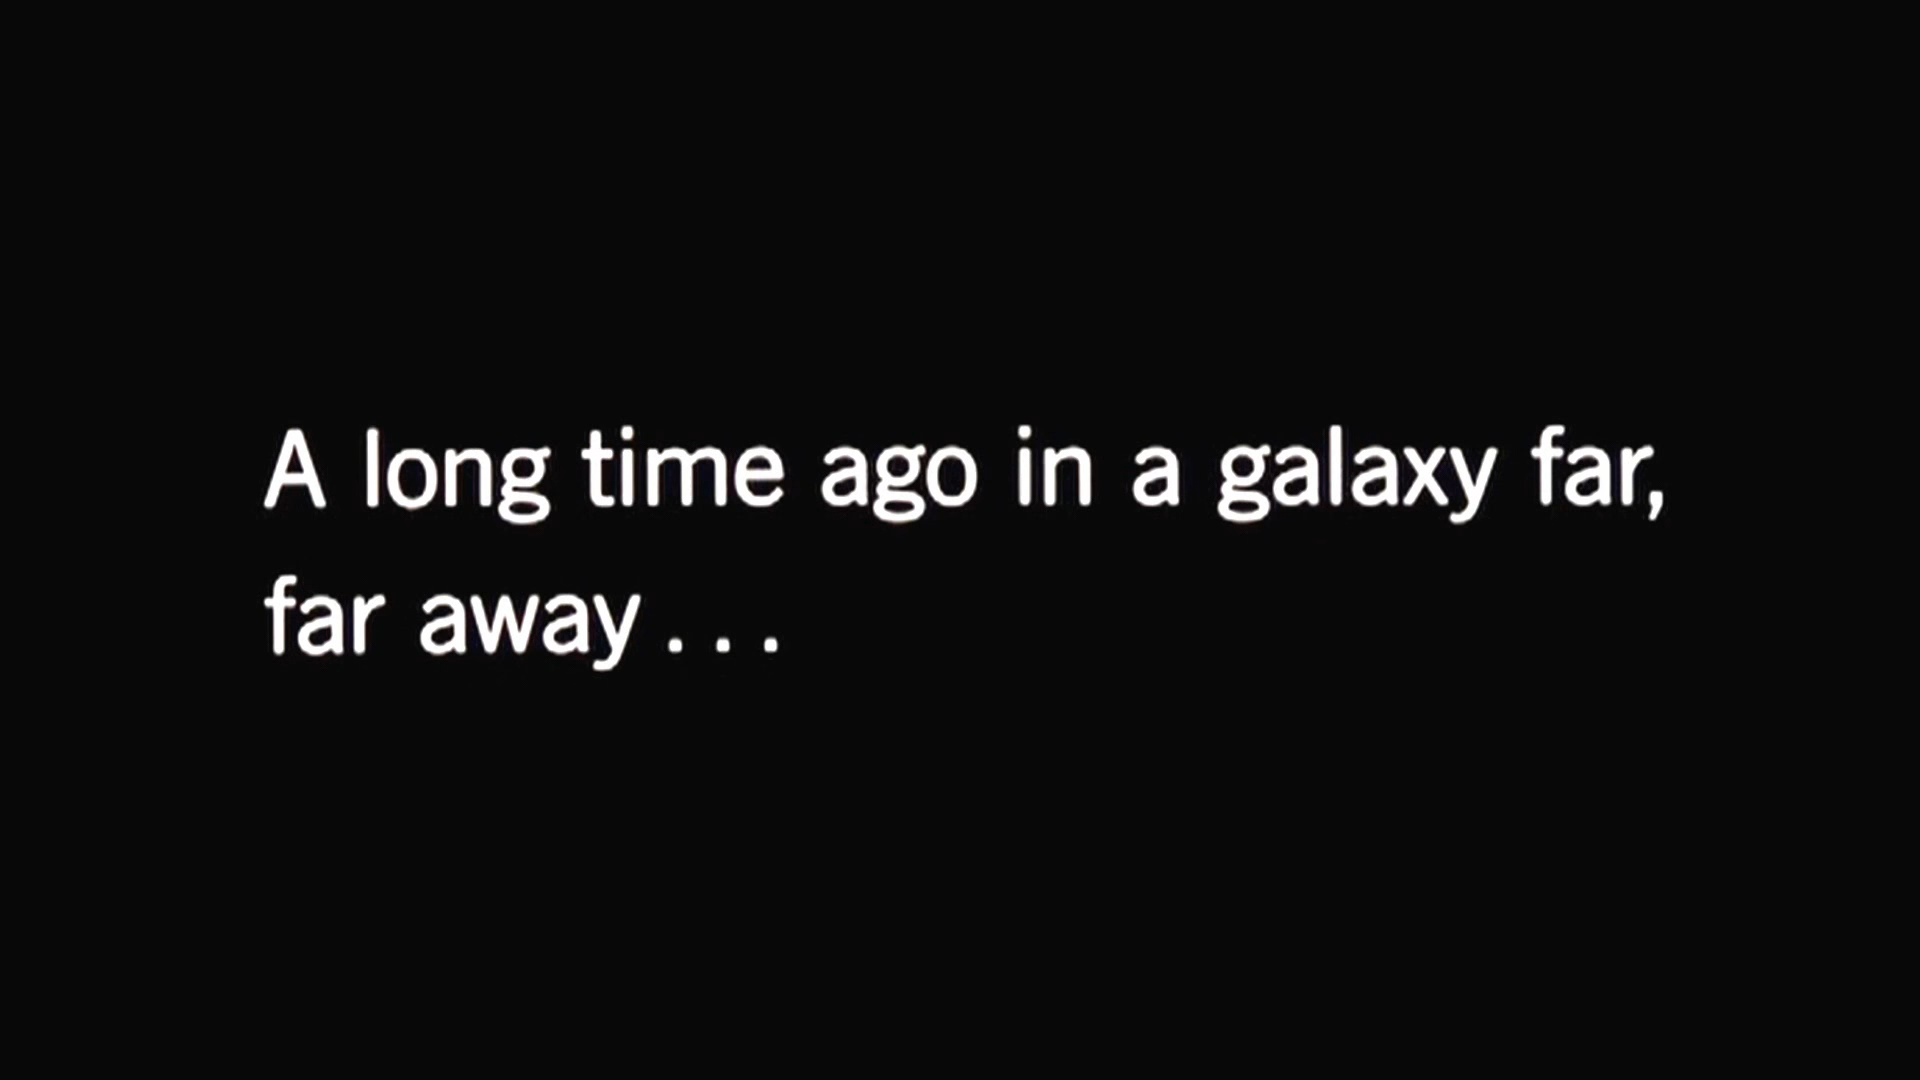 A long time ago in a galaxy far,
far away . . .